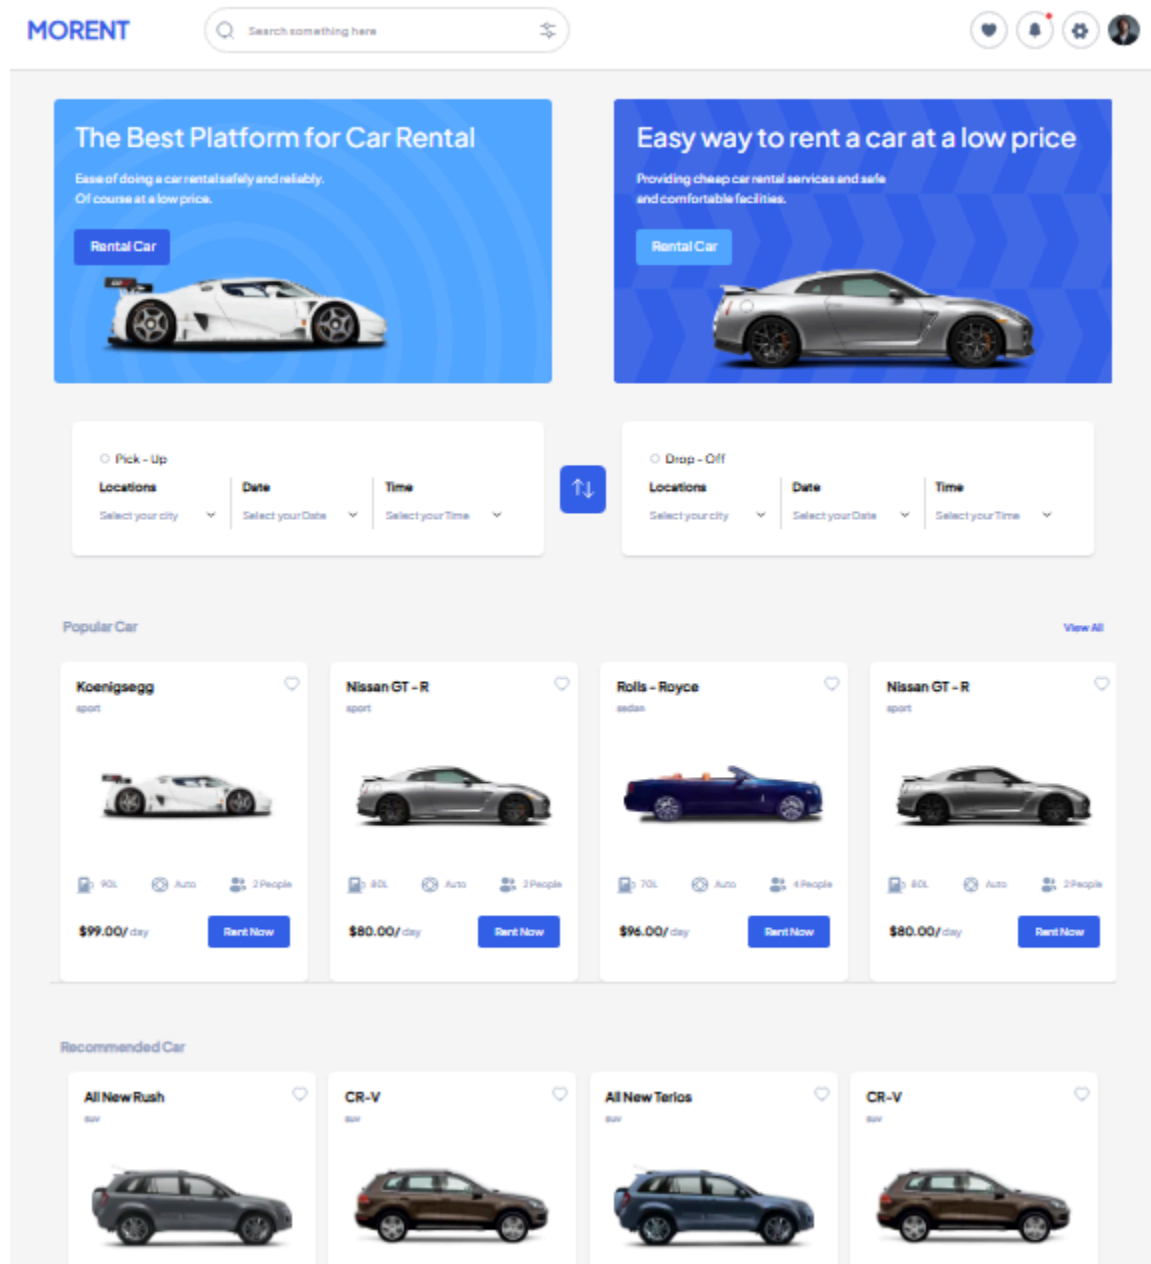 MORENT
Search something here
The Best Platform for Car Rental
Ease of doing a car rental safely and reliably.
Of course at a low price.
Rental Car
Easy way to rent a car at a low price
Providing cheap car rental services and safe
and comfortable facilities.
Rental Car
Pick - Up
Locations Date Time
Select your city Select your Date Select your Time
Drop - Off
Locations Date Time
Select your city Select your Date Select your Time
Popular Car
View All
Koenigsegg
sport
90L Auto 2 People
$99.00/ day
Rent Now
Nissan GT - R
sport
80L Auto 2 People
$80.00/ day
Rent Now
Rolls - Royce
sedan
70L Auto 4 People
$96.00/ day
Rent Now
Nissan GT - R
sport
80L Auto 2 People
$80.00/ day
Rent Now
Recommended Car
All New Rush
suv
CR-V
suv
All New Terios
suv
CR-V
suv